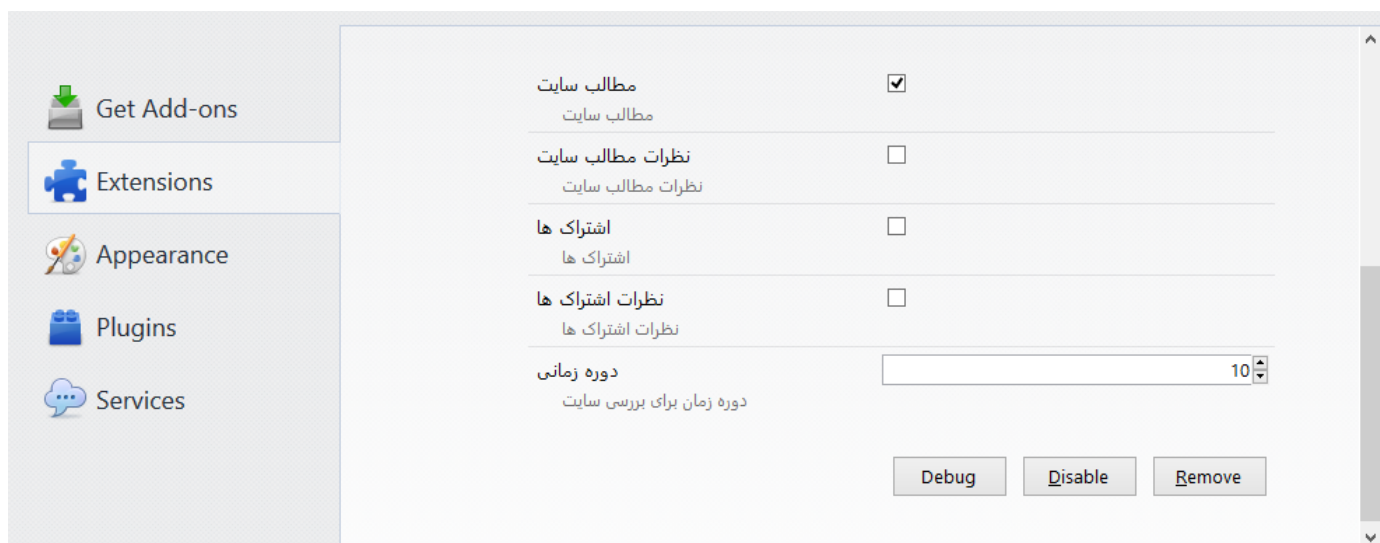 Get Add-ons
Extensions
Appearance
Plugins
Services
مطالب سایت
مطالب سایت
نظرات مطالب سایت
نظرات مطالب سایت
اشتراک ها
اشتراک ها
نظرات اشتراک ها
نظرات اشتراک ها
دوره زمانی
10
دوره زمان برای بررسی سایت
Debug Disable Remove